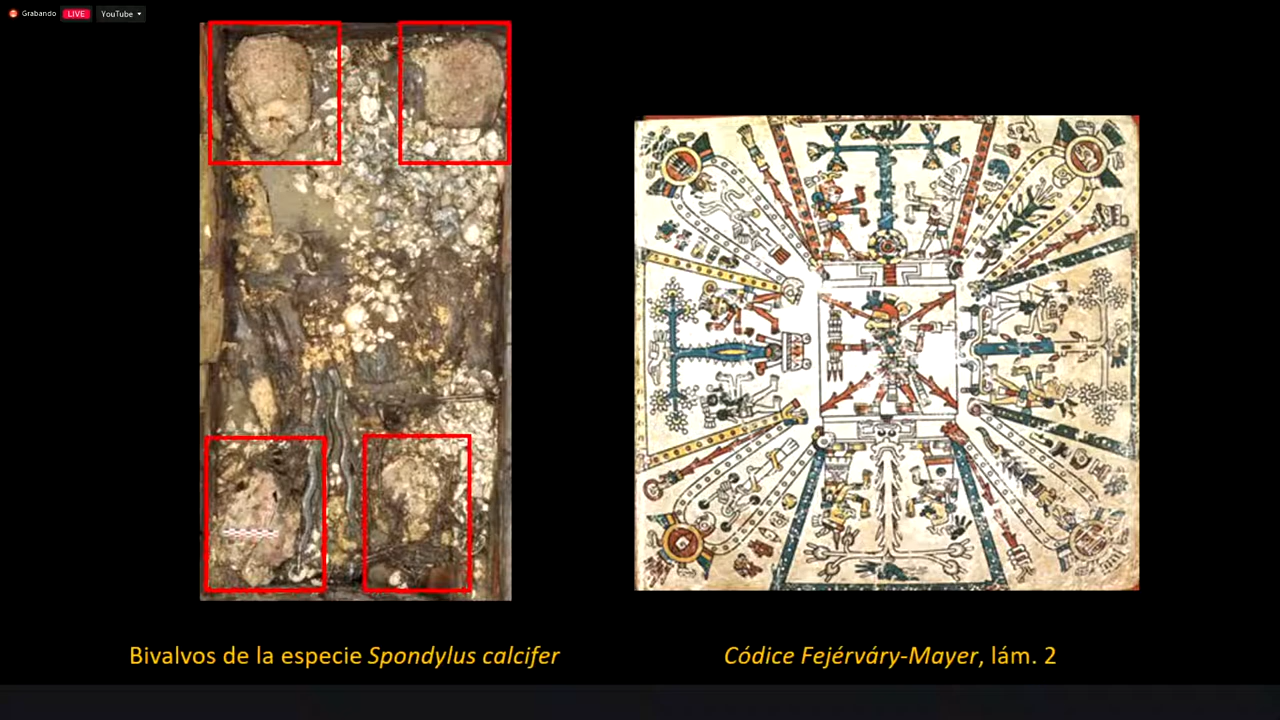 Grabando
LIVE
YouTube
Bivalvos de la especie Spondylus calcifer
Códice Fejérváry-Mayer, lám. 2